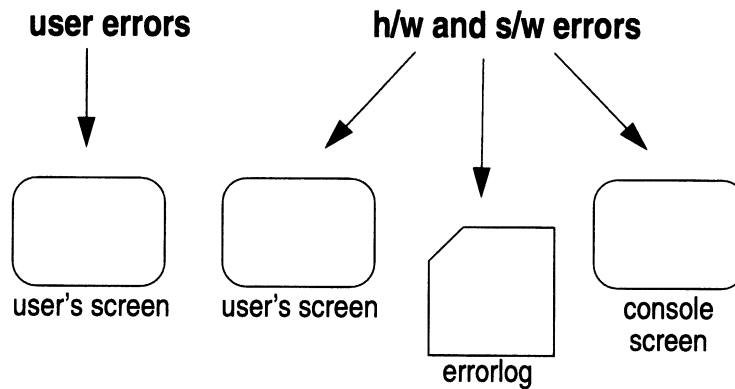 user errors
h/w and s/w errors
user's screen
user's screen
console
screen
errorlog